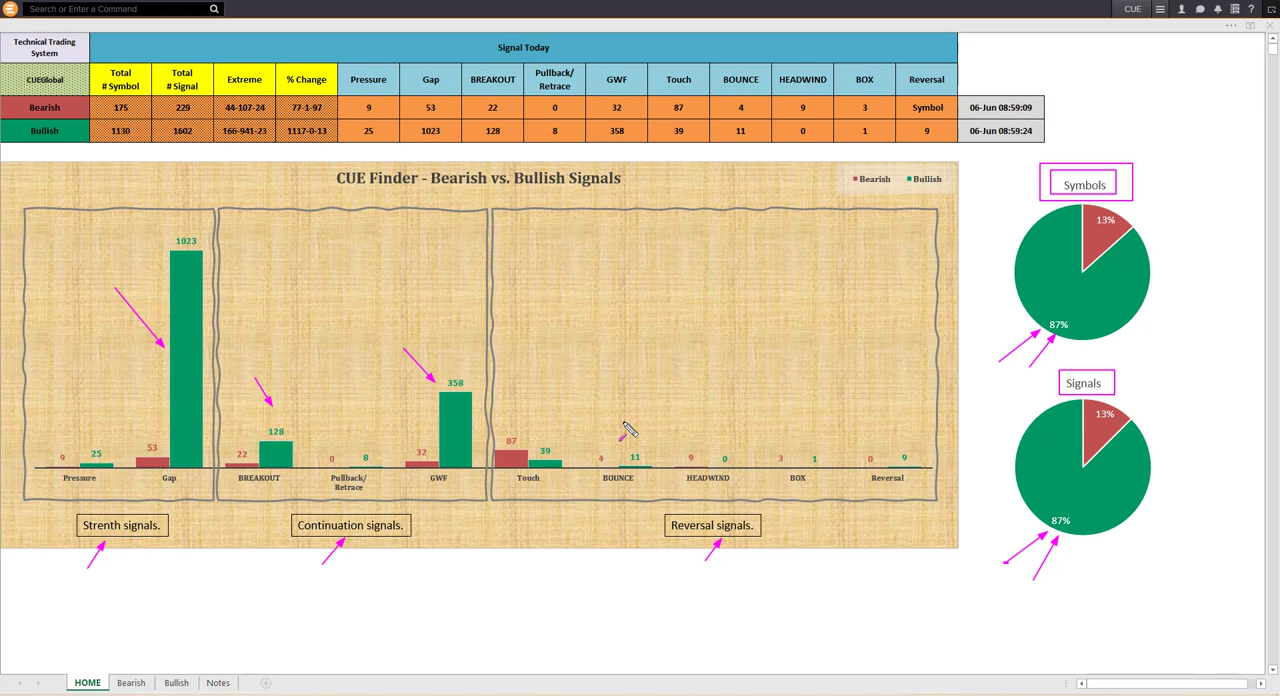 Search or Enter a Command
CUE
?
Technical Trading
System
Signal Today
CUEGlobal
Total
# Symbol
Total
# Signal
Extreme
% Change
Pressure
Gap
BREAKOUT
Pullback/
Retrace
GWF
Touch
BOUNCE
HEADWIND
BOX
Reversal
Bearish 175 229 44-107-24 77-1-97 9 53 22 0 32 87 4 9 3 Symbol 06-Jun 08:59:09
Bullish 1130 1602 166-941-23 1117-0-13 25 1023 128 8 358 39 11 0 1 9 06-Jun 08:59:24
CUE Finder - Bearish vs. Bullish Signals
Bearish Bullish
9 25 53 1023 22 128 0 8 32 358 87 39 4 11 9 0 3 1 0 9
Pressure Gap BREAKOUT Pullback/ GWF Touch BOUNCE HEADWIND BOX Reversal
Retrace
Strenth signals. Continuation signals. Reversal signals.
Symbols
13%
87%
Signals
13%
87%
HOME Bearish Bullish Notes